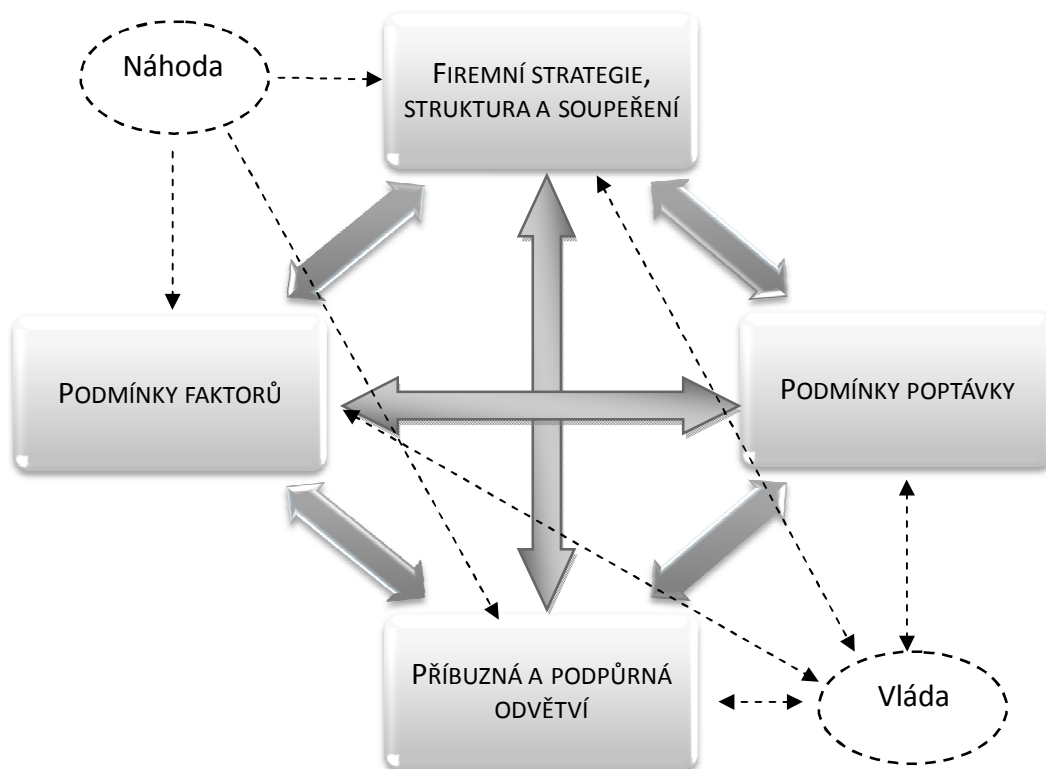 Náhoda
FIREMNÍ STRATEGIE,
STRUKTURA A SOUPEŘENÍ
PODMÍNKY FAKTORŮ
PODMÍNKY POPTÁVKY
PŘÍBUZNÁ A PODPŮRNÁ
ODVĚTVÍ
Vláda